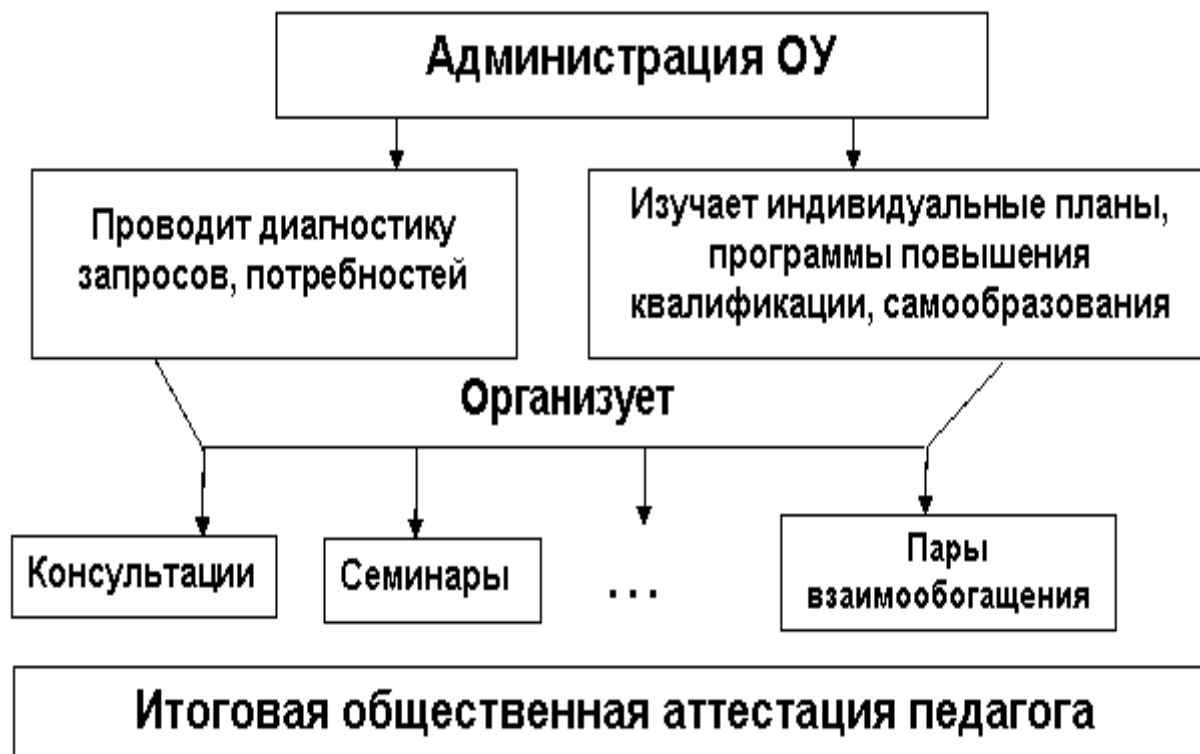 Администрация ОУ
Проводит диагностику
запросов, потребностей
Изучает индивидуальные планы,
программы повышения
квалификации, самообразования
Организует
Консультации
Семинары
...
Пары
взаимообогащения
Итоговая общественная аттестация педагога